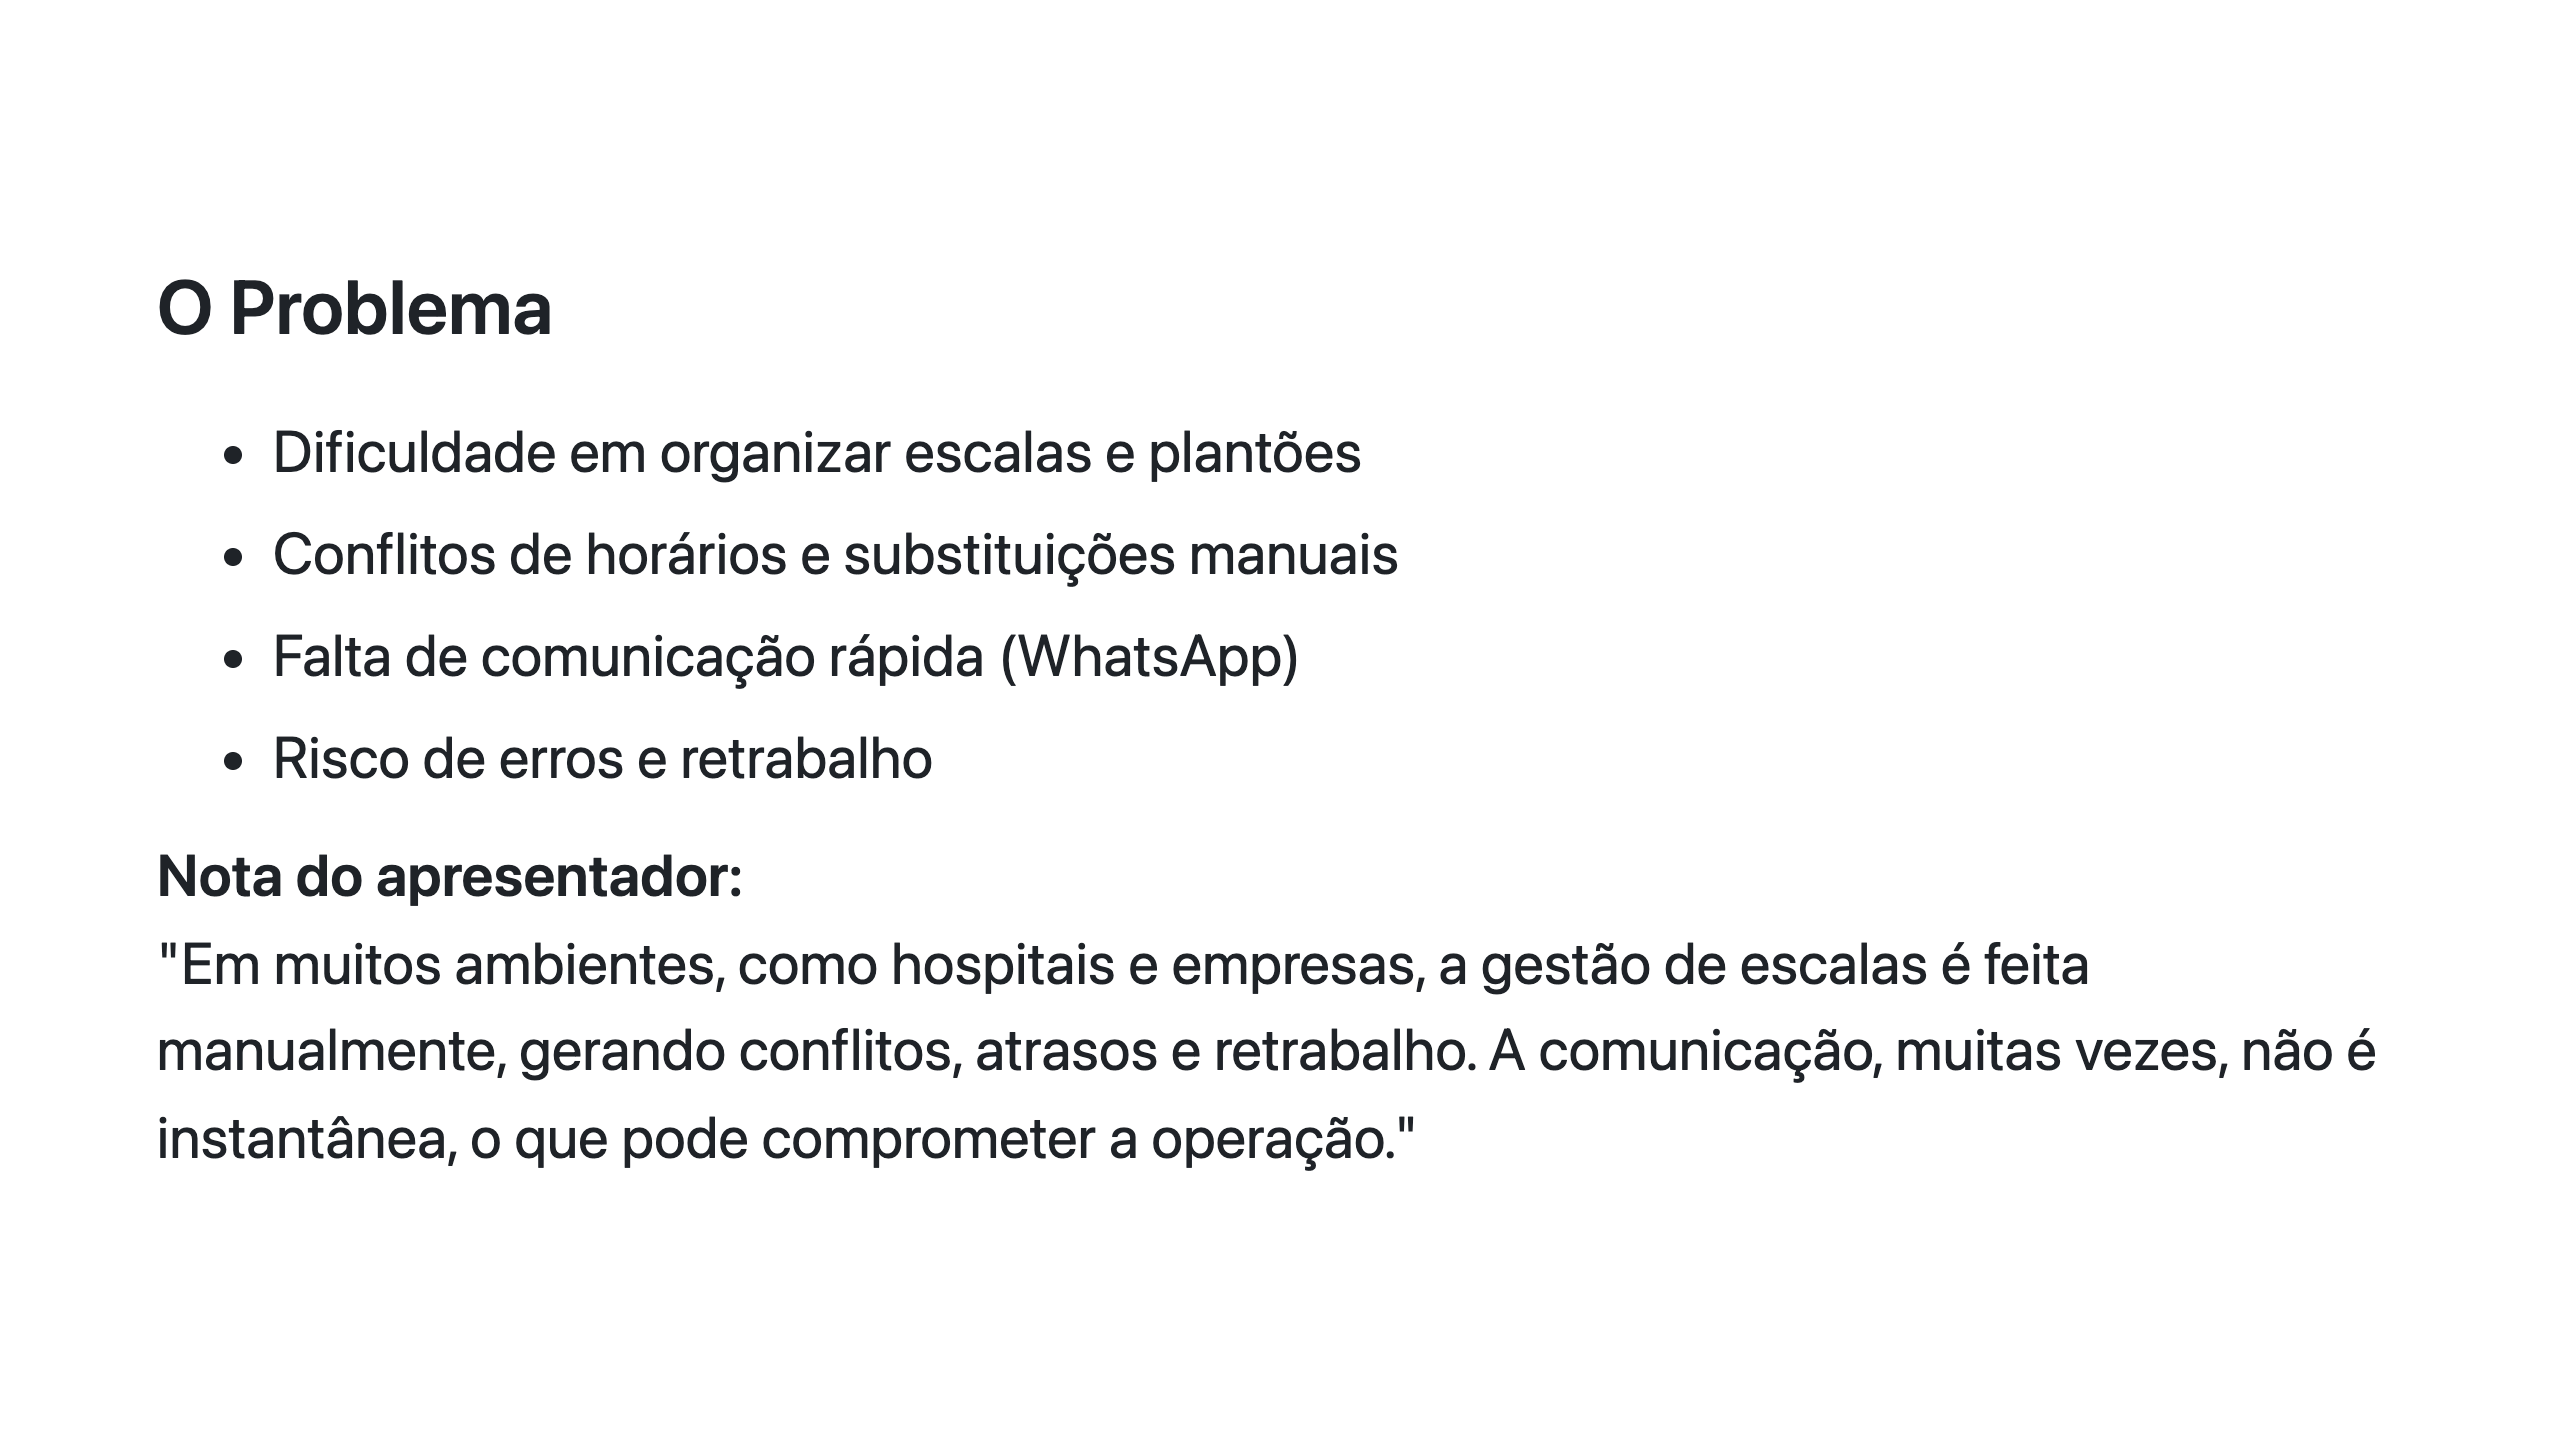 O Problema
• Dificuldade em organizar escalas e plantões
• Conflitos de horários e substituições manuais
• Falta de comunicação rápida (WhatsApp)
• Risco de erros e retrabalho
Nota do apresentador:
"Em muitos ambientes, como hospitais e empresas, a gestão de escalas é feita
manualmente, gerando conflitos, atrasos e retrabalho. A comunicação, muitas vezes, não é
instantânea, o que pode comprometer a operação."